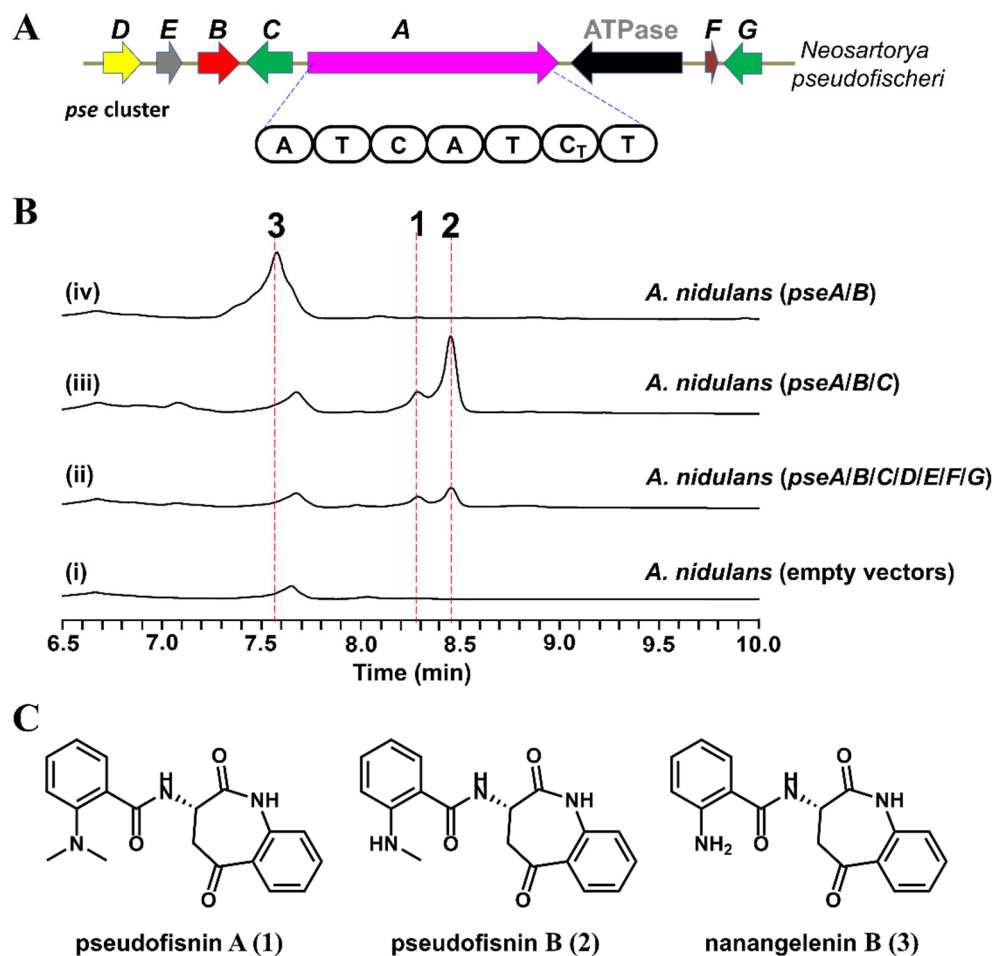 A
D E B C A ATPase F G
Neosartorya
pseudofischeri
pse cluster
A T C A T CT T
B
3 1 2
(iv) A. nidulans (pseA/B)
(iii) A. nidulans (pseA/B/C)
(ii) A. nidulans (pseA/B/C/D/E/F/G)
(i) A. nidulans (empty vectors)
6.5 7.0 7.5 8.0 8.5 9.0 9.5 10.0
Time (min)
C
H N O NH O N O
H N O NH O HN O
H N O NH O NH2 O
pseudofisnin A (1) pseudofisnin B (2) nanangelenin B (3)